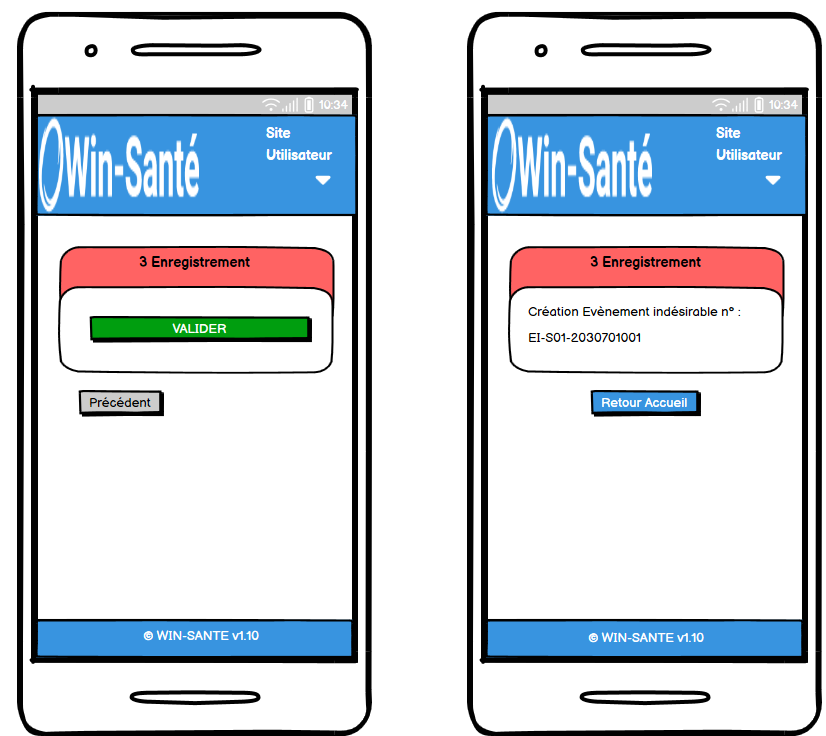 10:34
Win-Santé
Site
Utilisateur
3 Enregistrement
VALIDER
Précédent
© WIN-SANTE v1.10
10:34
Win-Santé
Site
Utilisateur
3 Enregistrement
Création Evènement indésirable n° :
EI-S01-2030701001
Retour Accueil
© WIN-SANTE v1.10